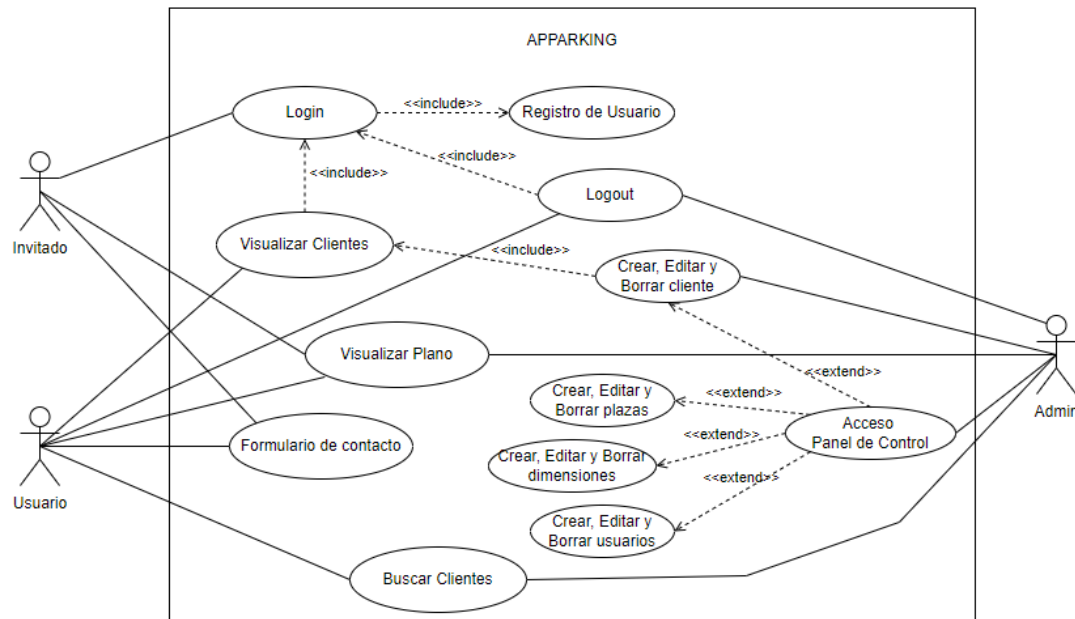 APPARKING
Login
<<include>>
Registro de Usuario
<<include>>
<<include>>
Logout
Invitado
Visualizar Clientes
<<include>>
Crear, Editar y
Borrar cliente
Visualizar Plano
<<extend>>
Crear, Editar y
Borrar plazas
<<extend>>
Admin
Acceso
Panel de Control
<<extend>>
Formulario de contacto
Crear, Editar y Borrar
dimensiones
<<extend>>
Usuario
Crear, Editar y
Borrar usuarios
Buscar Clientes